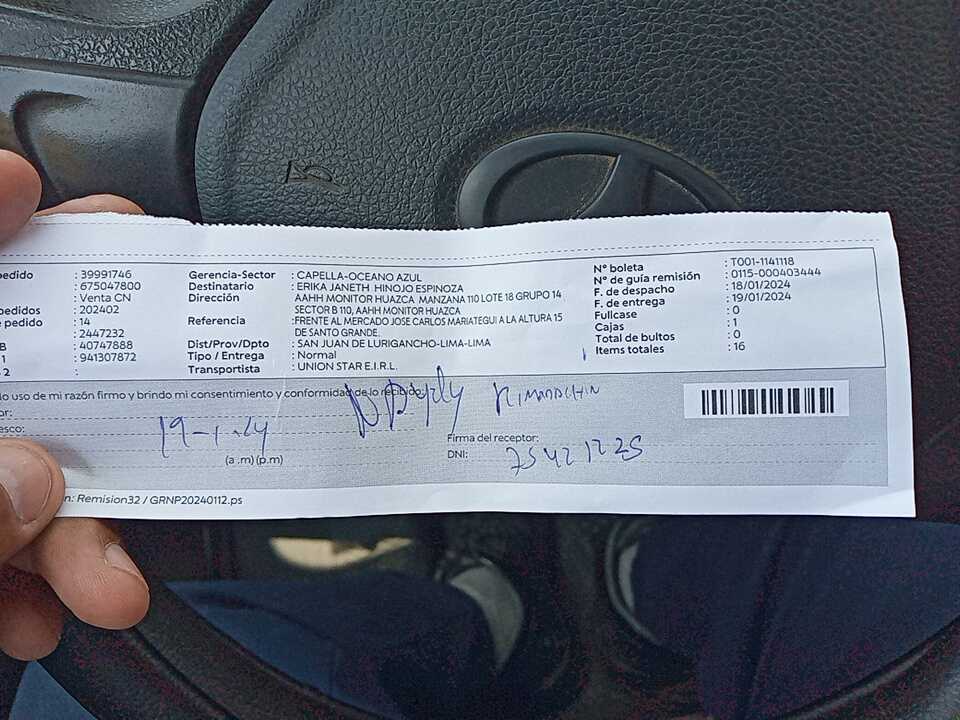 edido : 39991746
: 675047800
: Venta CN
edidos : 202402
e pedido : 14
: 2447232
B : 40747888
1 : 941307872
2 :
Gerencia-Sector : CAPELLA-OCEANO AZUL
Destinatario : ERIKA JANETH HINOJO ESPINOZA
Dirección AAHH MONITOR HUAZCA MANZANA 110 LOTE 18 GRUPO 14
SECTOR B 110, AAHH MONITOR HUAZCA
Referencia :FRENTE AL MERCADO JOSE CARLOS MARIATEGUI A LA ALTURA 15
DE SANTO GRANDE.
Dist/Prov/Dpto : SAN JUAN DE LURIGANCHO-LIMA-LIMA
Tipo / Entrega : Normal
Transportista : UNION STAR E.I.R.L.
N° boleta : T001-1141118
N° de guía remisión : 0115-000403444
F. de despacho : 18/01/2024
F. de entrega : 19/01/2024
Fullcase : 0
Cajas : 1
Total de bultos : 0
Items totales : 16
lo uso de mi razón firmo y brindo mi consentimiento y conformidad de lo recibido
or:
esco:
19-1-24
(a .m) (p.m)
Firma del receptor:
DNI: 75421225
n: Remision32 / GRNP20240112.ps